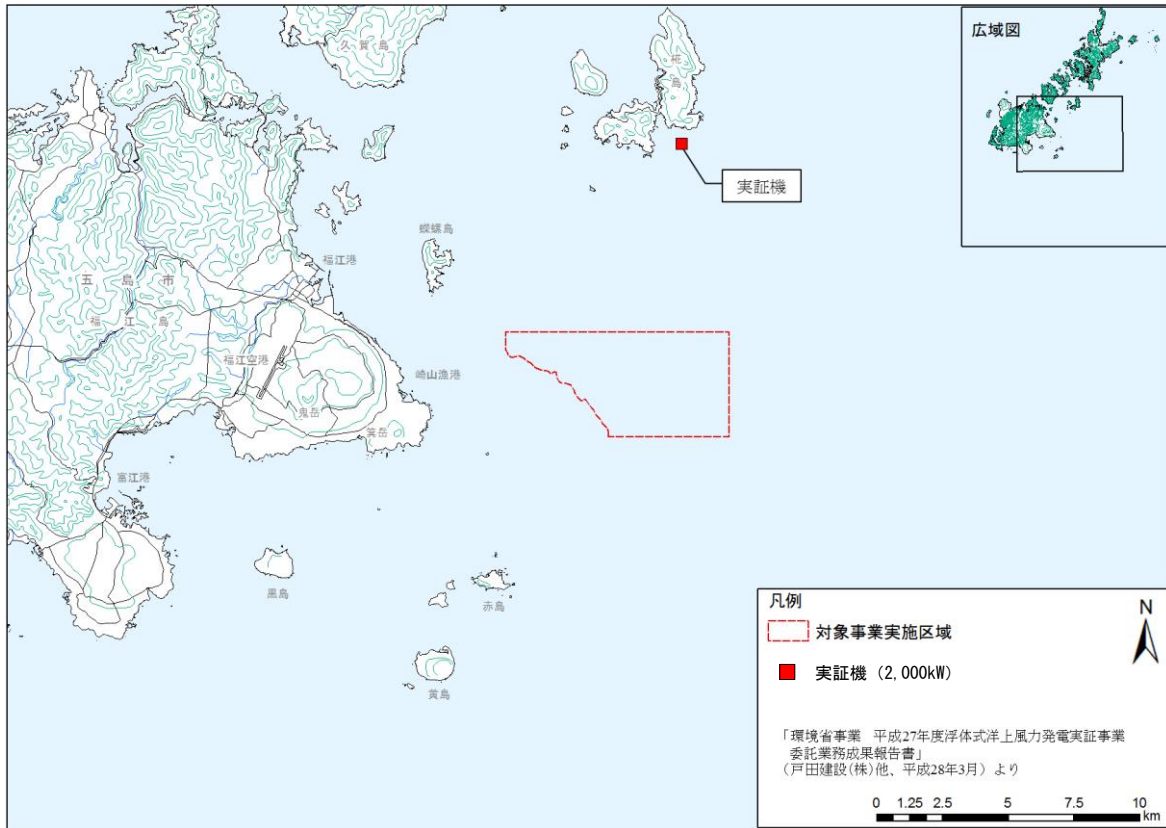 久賀島
椛島
広域図
実証機
蠑螺島
福江港
五島市
福江島
福江空港
崎山漁港
鬼岳
箕岳
富江港
黒島
赤島
黄島
凡例
N
対象事業実施区域
実証機 (2,000kW)
「環境省事業 平成27年度浮体式洋上風力発電実証事業
委託業務成果報告書」
(戸田建設(株)他、平成28年3月) より
0 1.25 2.5 5 7.5 10
km